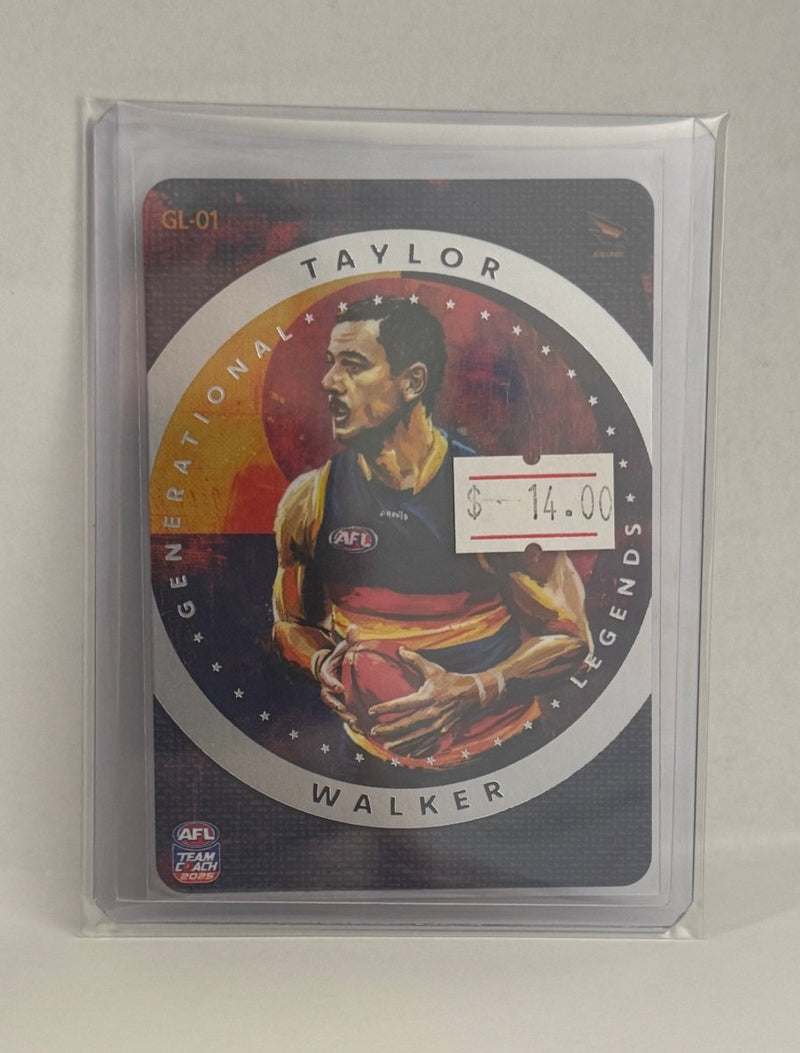 GL-01
TAYLOR
GENERATIONAL
$ 14.00
AFL
LEGENDS
WALKER
AFL
TEAM
COACH
2025